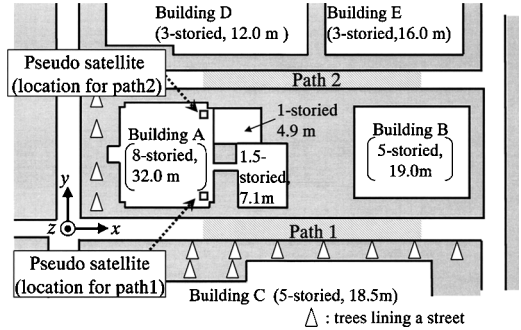 Building D
(3-storied, 12.0 m )
Building E
(3-storied,16.0 m)
Pseudo satellite
(location for path2)
Path 2
1-storied
4.9 m
Building A
8-storied,
32.0 m
1.5-
storied,
7.1m
Building B
5-storied,
19.0m
y
z
x
Path 1
Pseudo satellite
(location for path1)
Building C (5-storied, 18.5m)
: trees lining a street